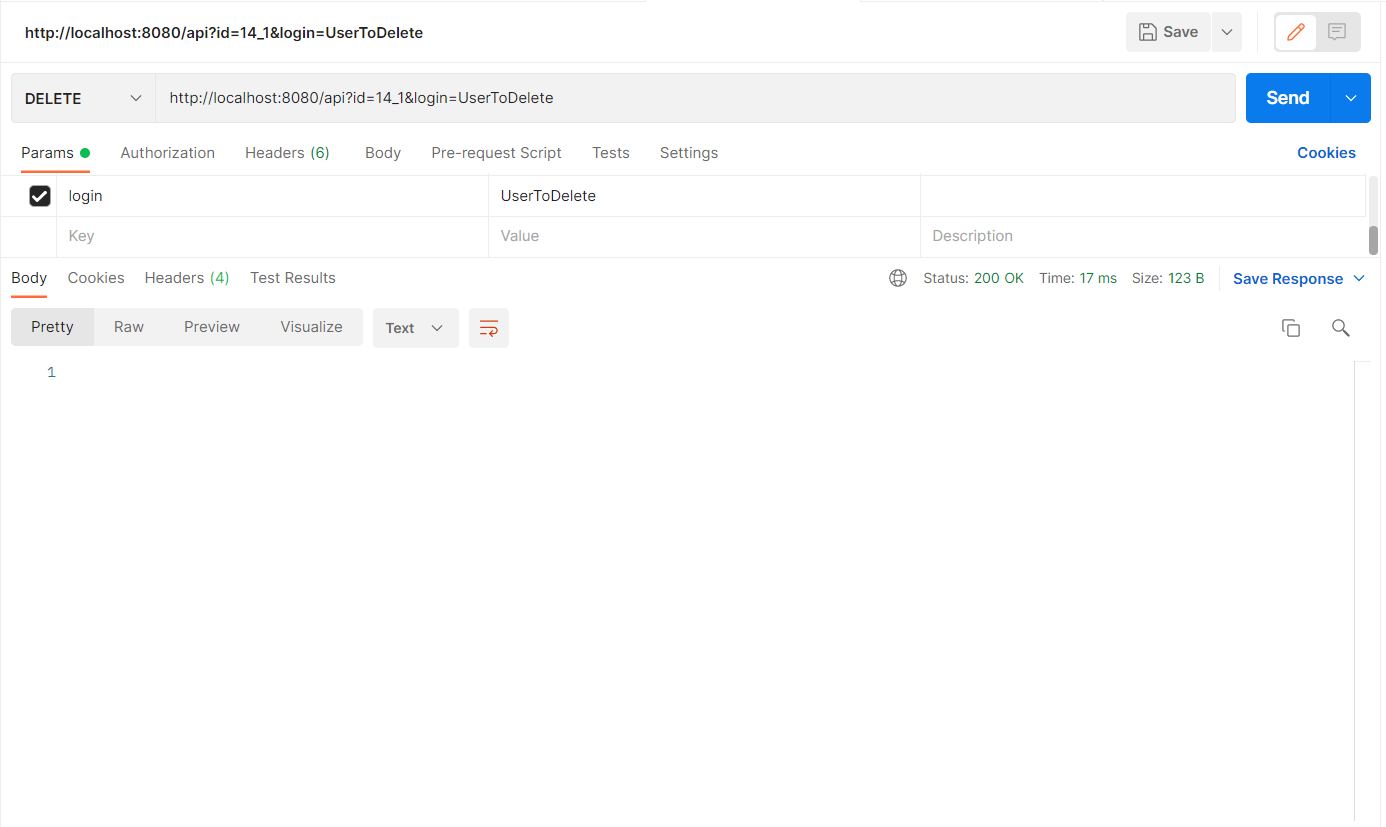 http://localhost:8080/api?id=14_1&login=UserToDelete Save
DELETE http://localhost:8080/api?id=14_1&login=UserToDelete Send
Params Authorization Headers (6) Body Pre-request Script Tests Settings Cookies
login UserToDelete
Key Value Description
Body Cookies Headers (4) Test Results Status: 200 OK Time: 17 ms Size: 123 B Save Response
Pretty Raw Preview Visualize Text
1